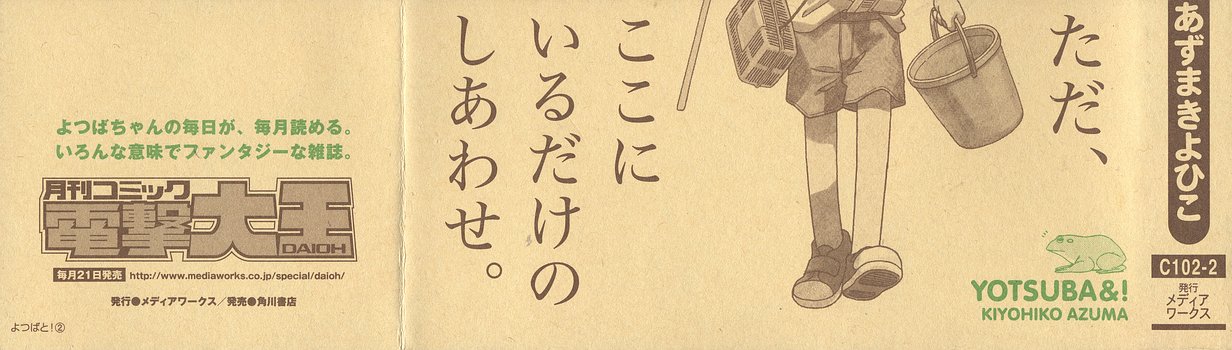 あずまきよひこ
C102-2
発行
メディア
ワークス
ただ、
ここに
いるだけの
しあわせ。
YOTSUBA&!
KIYOHIKO AZUMA
よつばちゃんの毎日が、毎月読める。
いろんな意味でファンタジーな雑誌。
月刊コミック
電撃大王
DAIOH
毎月21日発売 http://www.mediaworks.co.jp/special/daioh/
発行●メディアワークス／発売●角川書店
よつばと!②